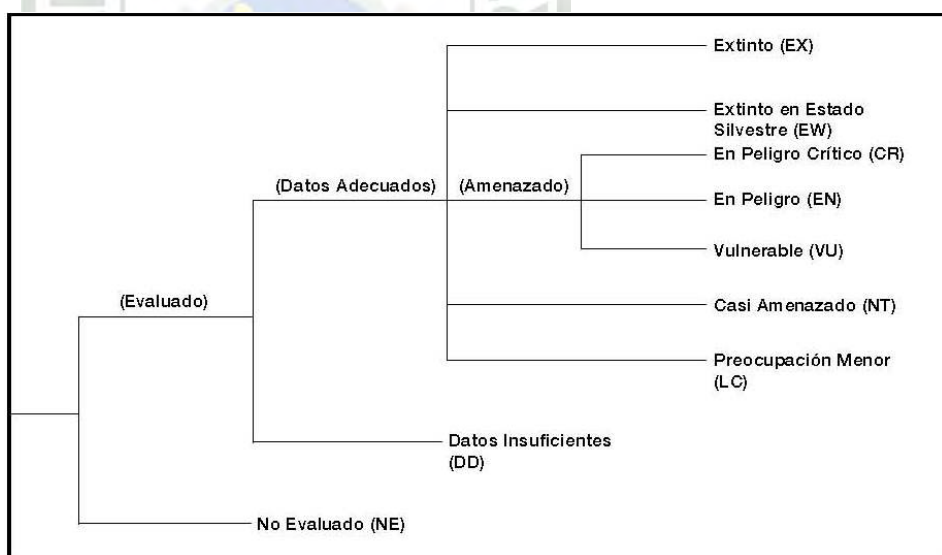 Extinto (EX)
Extinto en Estado
Silvestre (EW)
En Peligro Crítico (CR)
(Datos Adecuados)
(Amenazado)
En Peligro (EN)
Vulnerable (VU)
(Evaluado)
Casi Amenazado (NT)
Preocupación Menor
(LC)
Datos Insuficientes
(DD)
No Evaluado (NE)